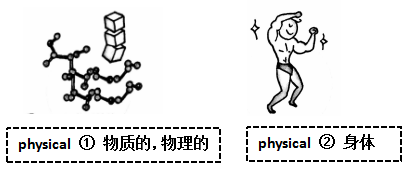 physical ① 物质的, 物理的
physical ② 身体